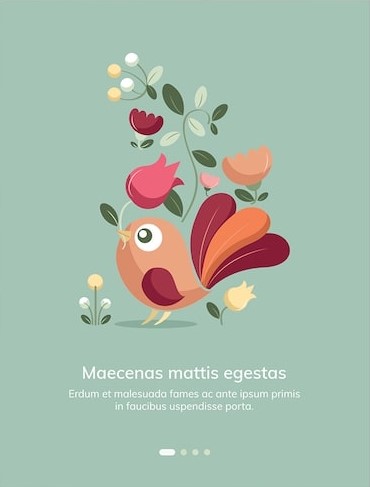 Maecenas mattis egestas
Erdum et malesuada fames ac ante ipsum primis
in faucibus uspendisse porta.